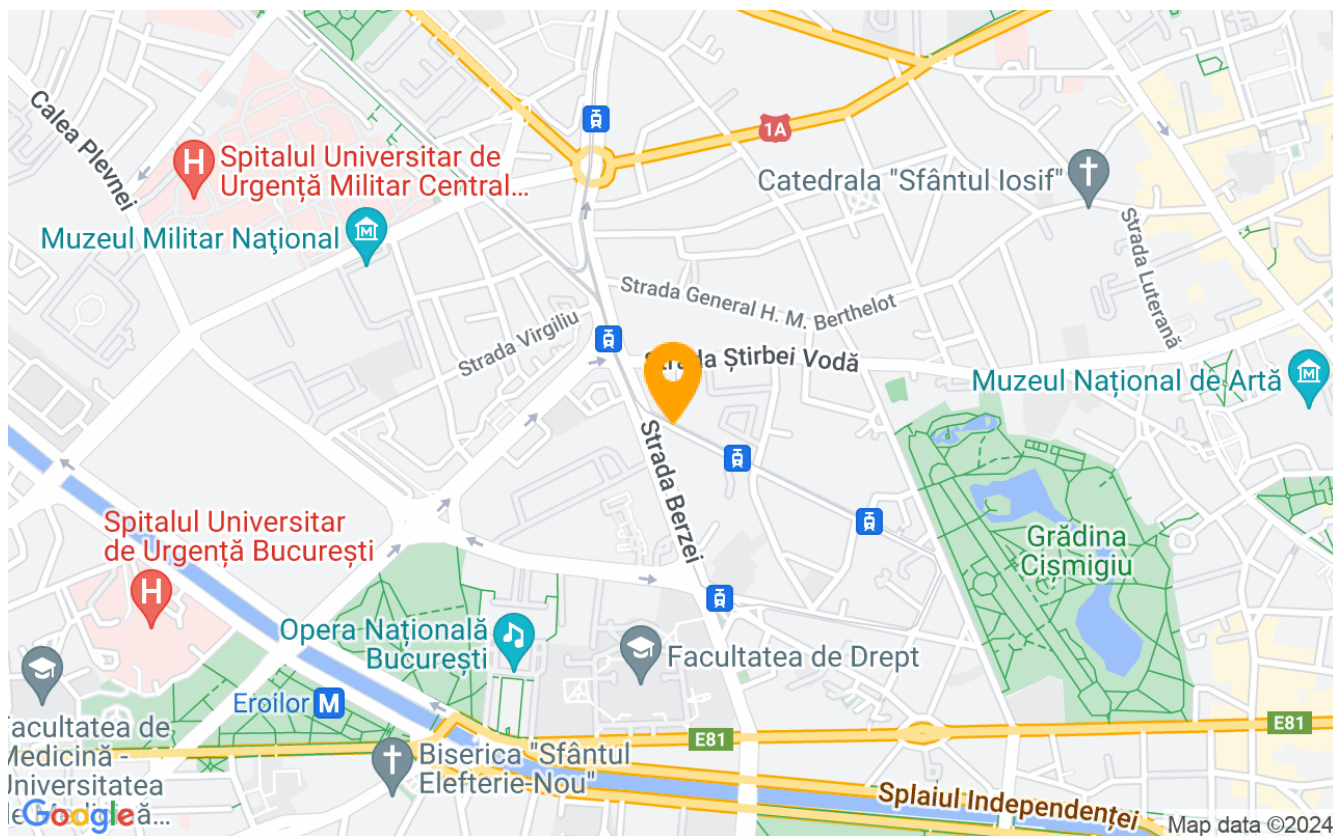 Calea Plevnei
Spitalul Universitar de
Urgență Militar Central...
Muzeul Militar Naţional
1A
Catedrala "Sfântul Iosif"
Strada Luterană
Strada General H. M. Berthelot
Strada Virgiliu
Strada Știrbei Vodă
Muzeul Național de Artă
Strada Berzei
Spitalul Universitar
de Urgență București
Grădina
Cișmigiu
Opera Națională
București
Facultatea de Drept
Eroilor M
E81
E81
Facultatea de
Medicină -
Universitatea
Biserica "Sfântul
Elefterie-Nou"
Splaiul Independenței
Google
Map data ©2024